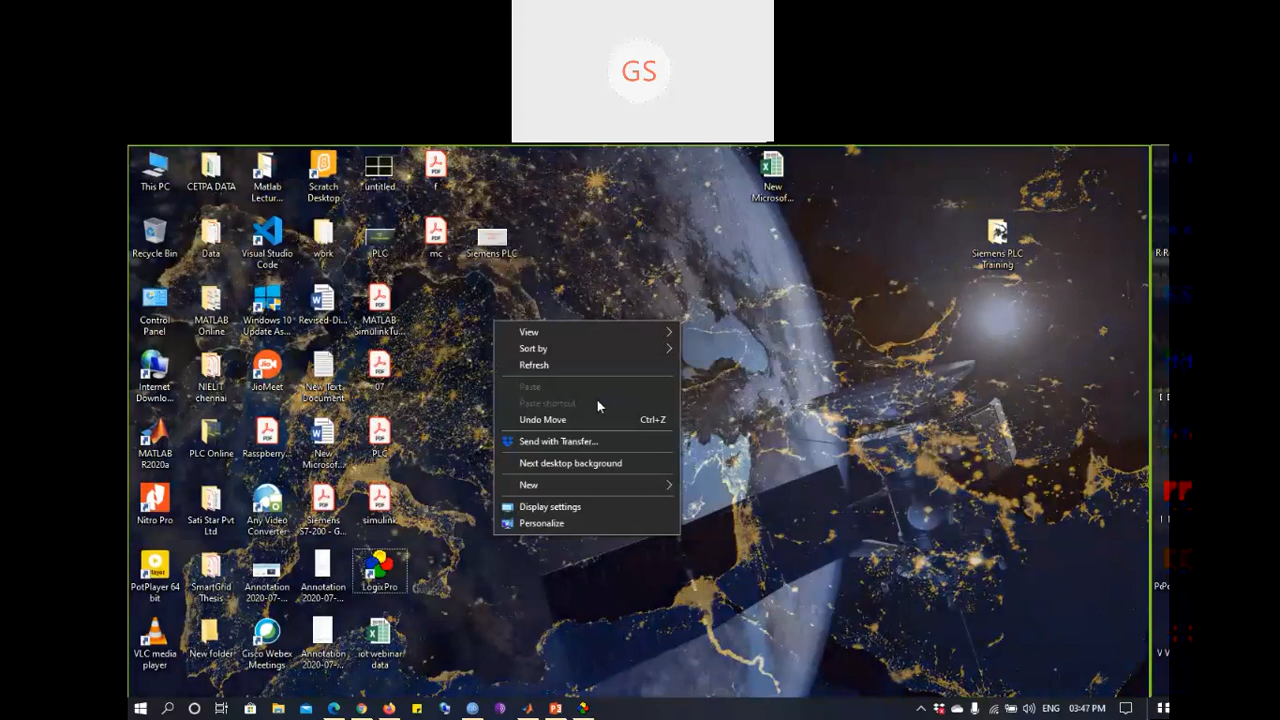 GS
This PC
CETPA DATA
Matlab
Lectur...
Scratch
Desktop
untitled
f
New
Microsof...
Recycle Bin
Data
Visual Studio
Code
work
PLC
mc
Siemens PLC
Siemens PLC
Training
Control
Panel
MATLAB
Online
Windows 10
Update As...
Revised-Di...
MATLAB
SimulinkTu...
Internet
Downlo...
NIELIT
chennai
JioMeet
New Text
Document
07
MATLAB
R2020a
PLC Online
Raspberry...
New
Microsof...
PLC
Nitro Pro
Sati Star Pvt
Ltd
Any Video
Converter
Siemens
S7-200 - G...
simulink
PotPlayer 64
bit
SmartGrid
Thesis
Annotation
2020-07-...
Annotation
2020-07-...
LogixPro
VLC media
player
New folder
Cisco Webex
Meetings
Annotation
2020-07-...
iot webinar
data
View
Sort by
Refresh
Paste
Paste shortcut
Undo Move Ctrl+Z
Send with Transfer...
Next desktop background
New
Display settings
Personalize
ENG 03:47 PM